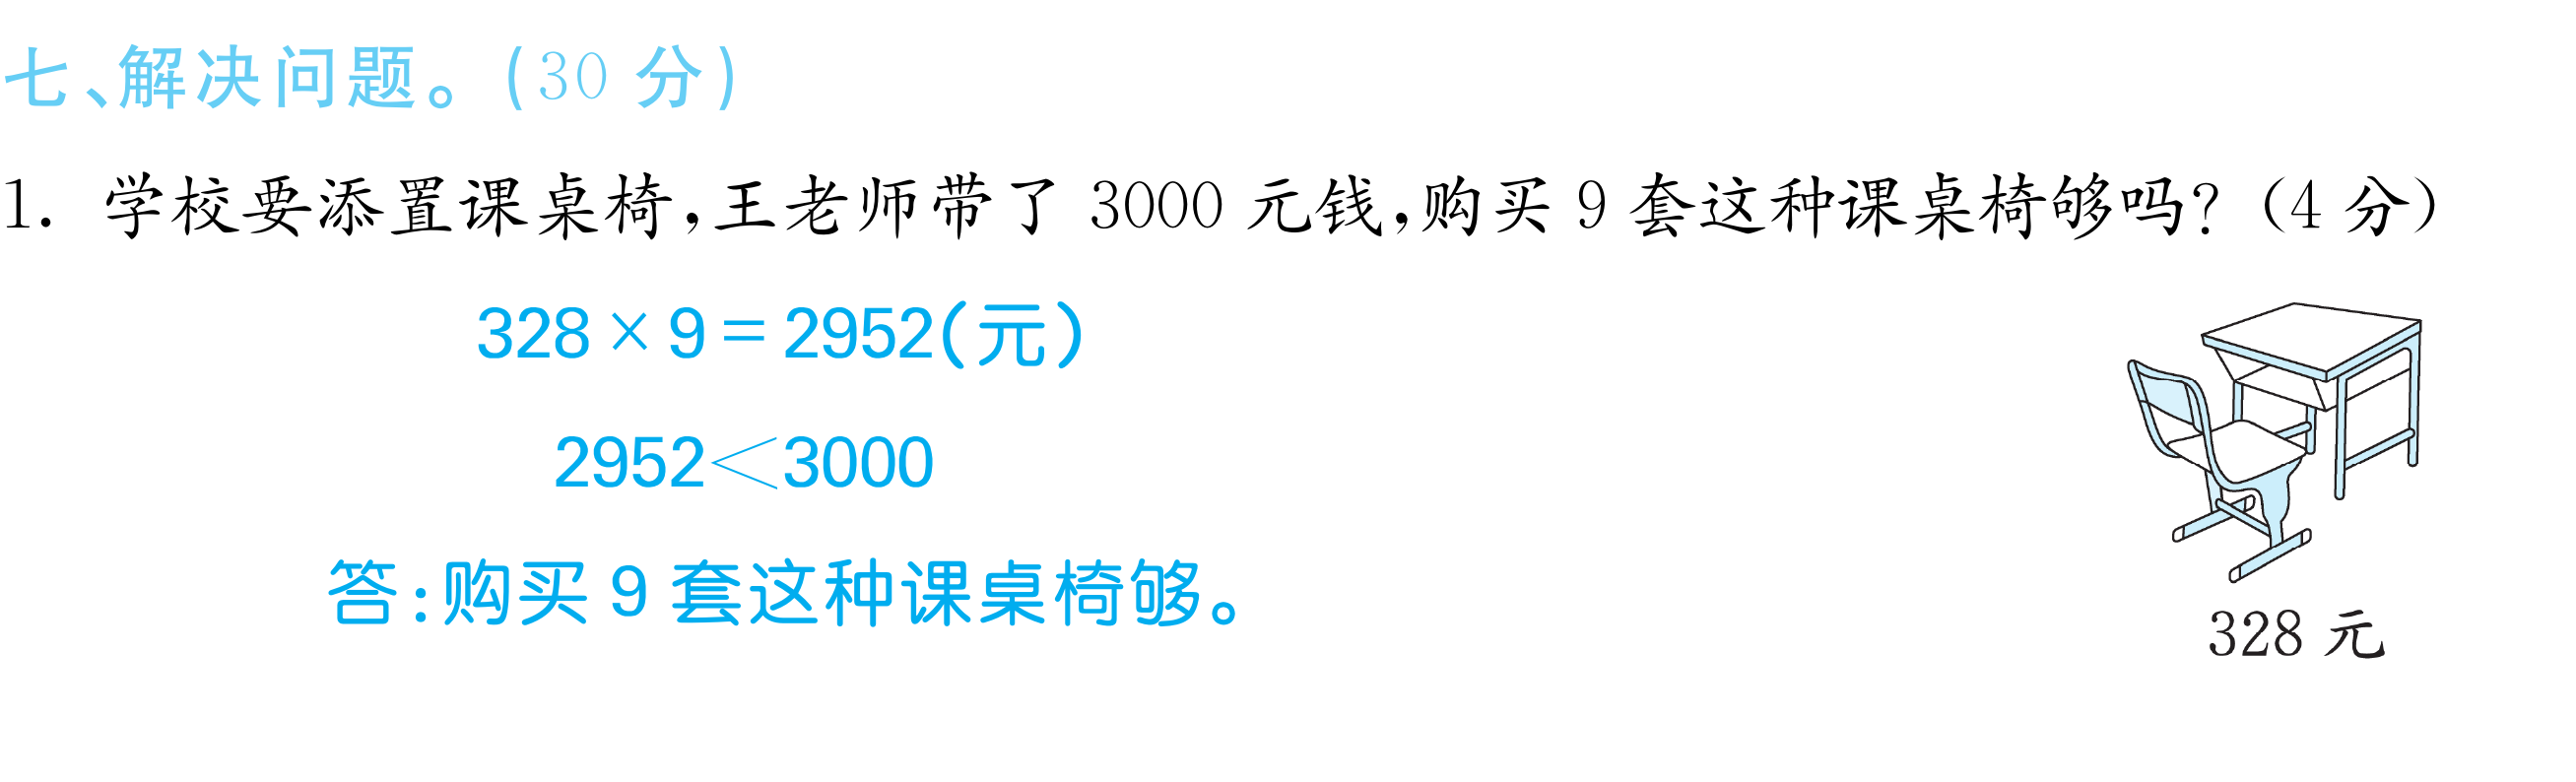 七、解决问题。(30 分)
1. 学校要添置课桌椅,王老师带了 3000 元钱,购买 9 套这种课桌椅够吗?(4 分)
328 × 9 = 2952(元)
2952<3000
答:购买 9 套这种课桌椅够。
328 元